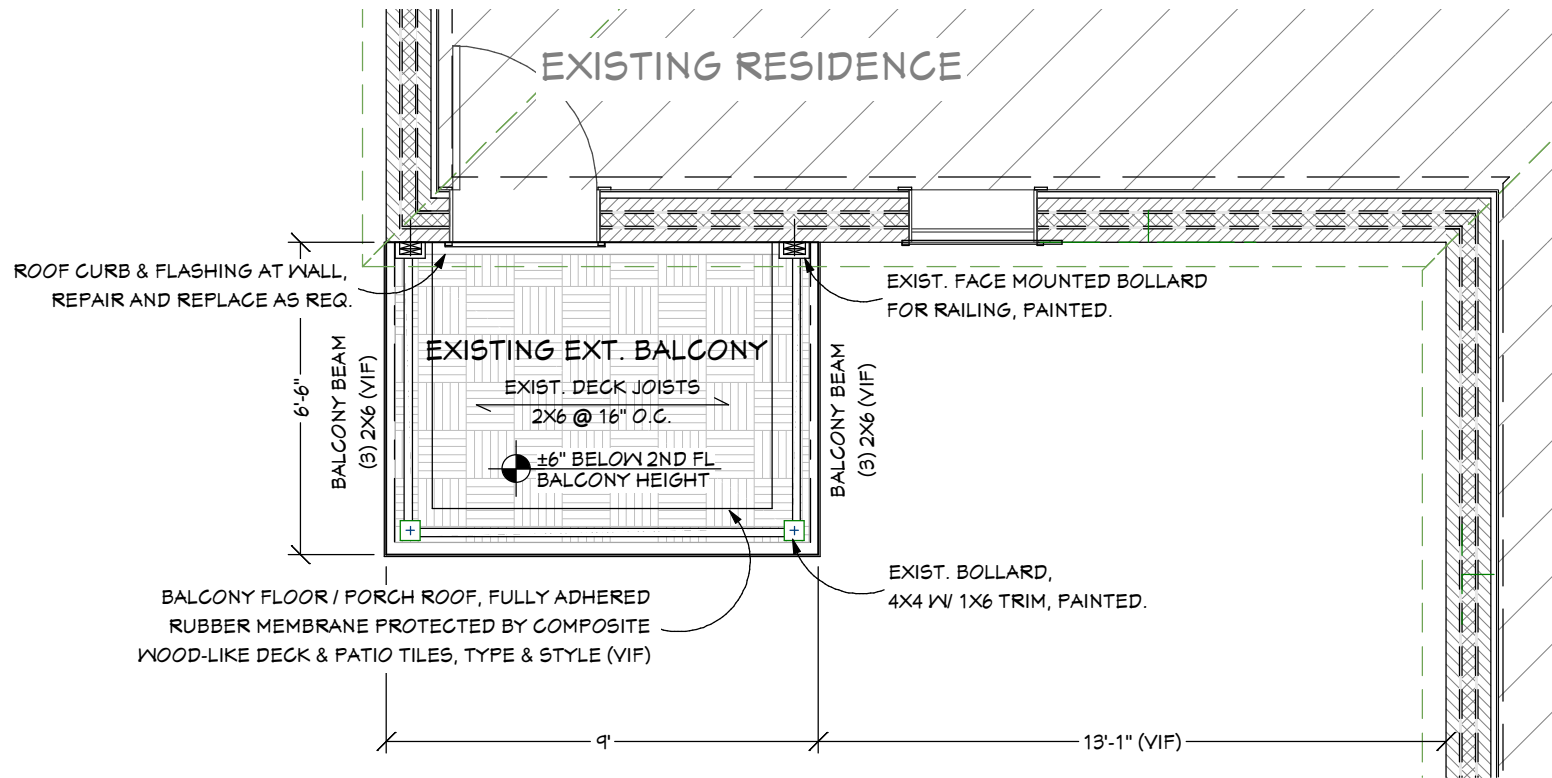 EXISTING RESIDENCE
ROOF CURB & FLASHING AT WALL,
REPAIR AND REPLACE AS REQ.
EXIST. FACE MOUNTED BOLLARD
FOR RAILING, PAINTED.
6'-6"
BALCONY BEAM
(3) 2X6 (VIF)
EXISTING EXT. BALCONY
EXIST. DECK JOISTS
2X6 @ 16" O.C.
±6" BELOW 2ND FL
BALCONY HEIGHT
BALCONY BEAM
(3) 2X6 (VIF)
EXIST. BOLLARD,
4X4 W/ 1X6 TRIM, PAINTED.
BALCONY FLOOR / PORCH ROOF, FULLY ADHERED
RUBBER MEMBRANE PROTECTED BY COMPOSITE
WOOD-LIKE DECK & PATIO TILES, TYPE & STYLE (VIF)
9'
13'-1" (VIF)